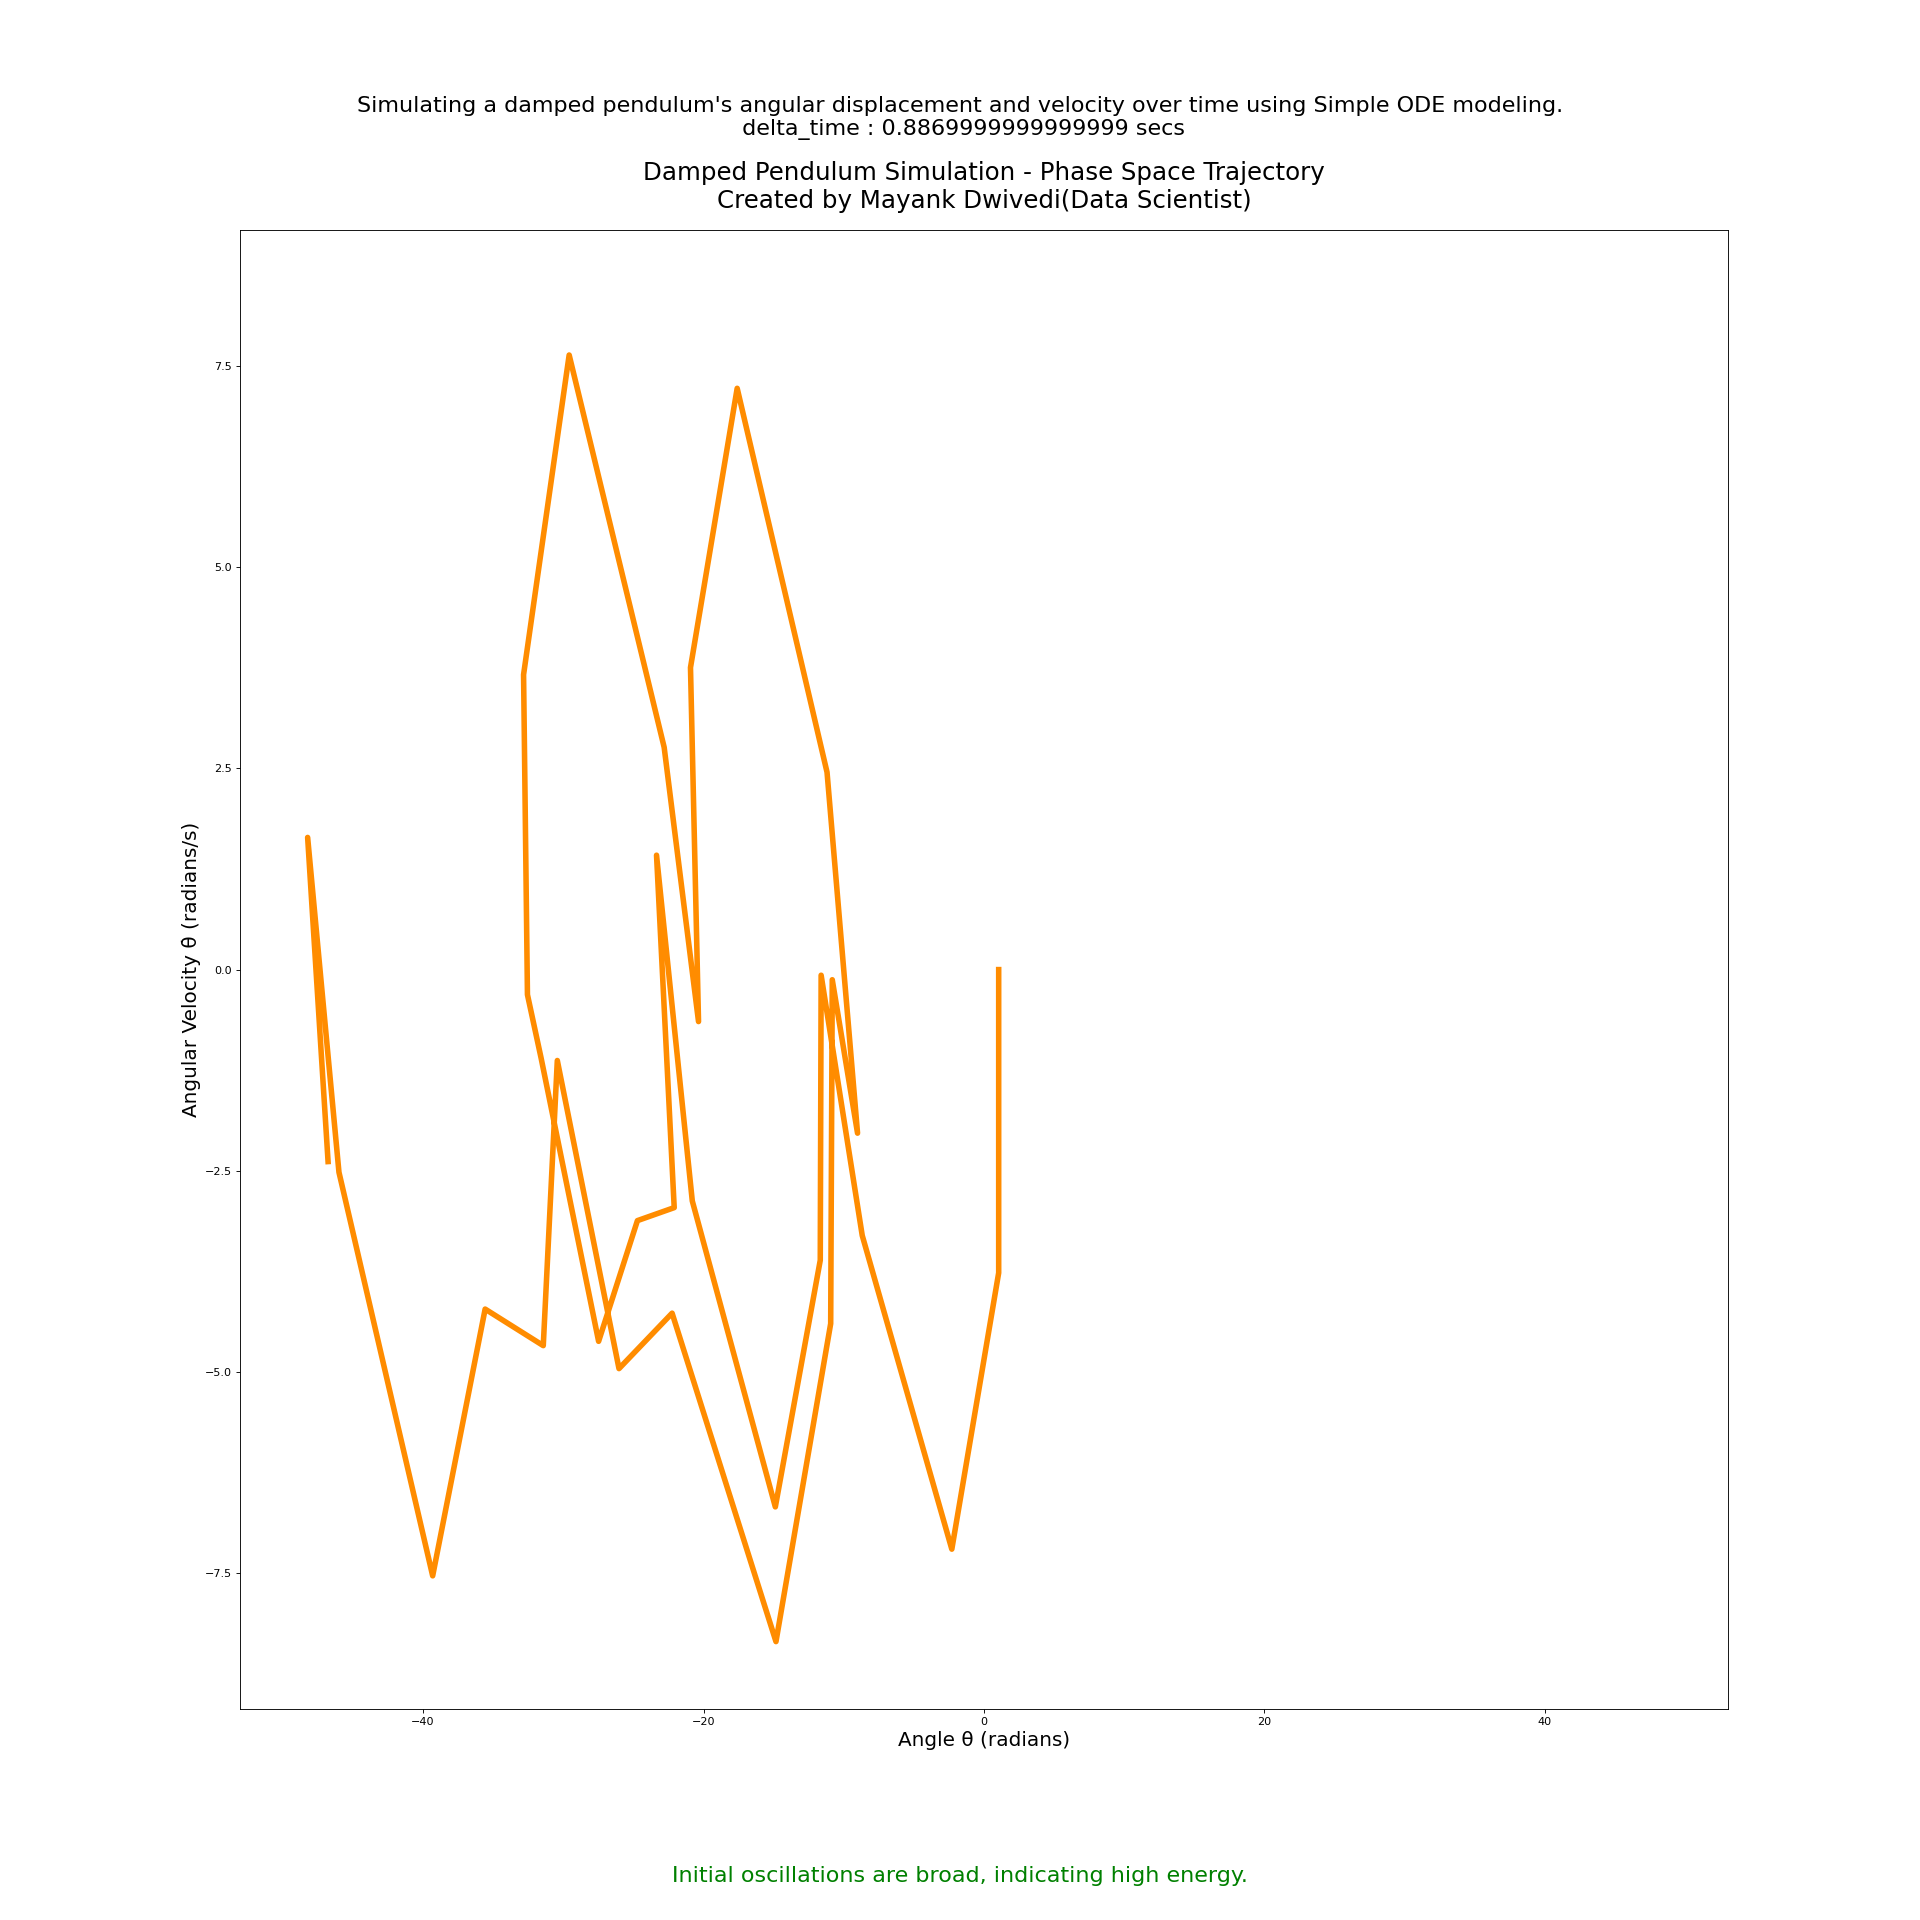 Simulating a damped pendulum's angular displacement and velocity over time using Simple ODE modeling.
delta_time : 0.8869999999999999 secs
Damped Pendulum Simulation - Phase Space Trajectory
Created by Mayank Dwivedi(Data Scientist)
7.5
5.0
2.5
0.0
−2.5
−5.0
−7.5
Angular Velocity θ (radians/s)
−40
−20
0
20
40
Angle θ (radians)
Initial oscillations are broad, indicating high energy.